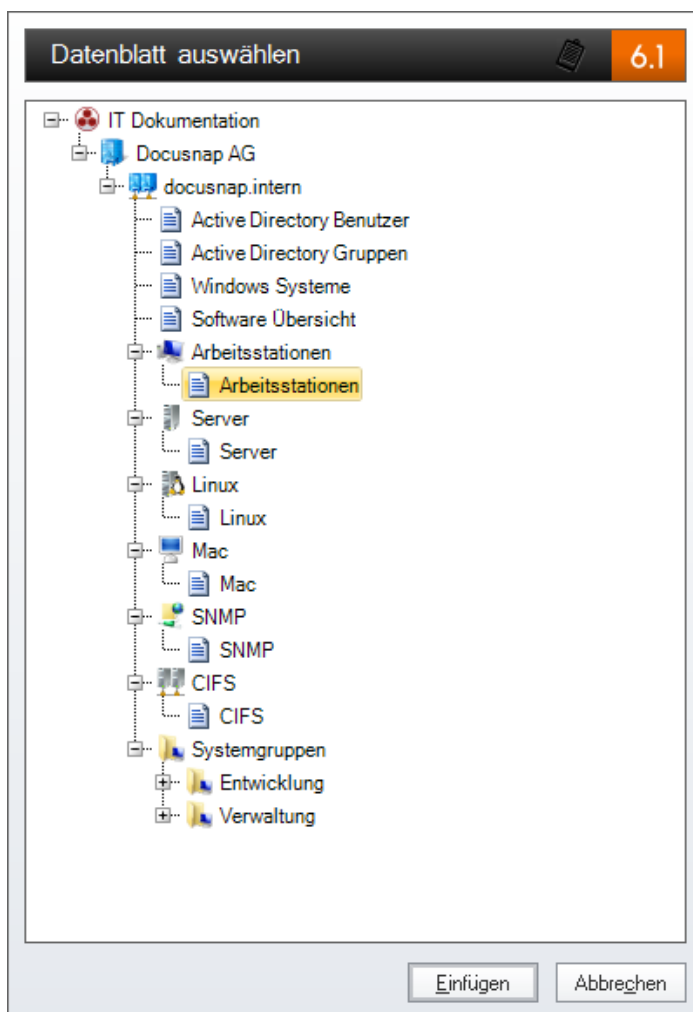 Datenblatt auswählen 6.1
IT Dokumentation
Docusnap AG
docusnap.intern
Active Directory Benutzer
Active Directory Gruppen
Windows Systeme
Software Übersicht
Arbeitsstationen
Arbeitsstationen
Server
Server
Linux
Linux
Mac
Mac
SNMP
SNMP
CIFS
CIFS
Systemgruppen
Entwicklung
Verwaltung
Einfügen Abbrechen